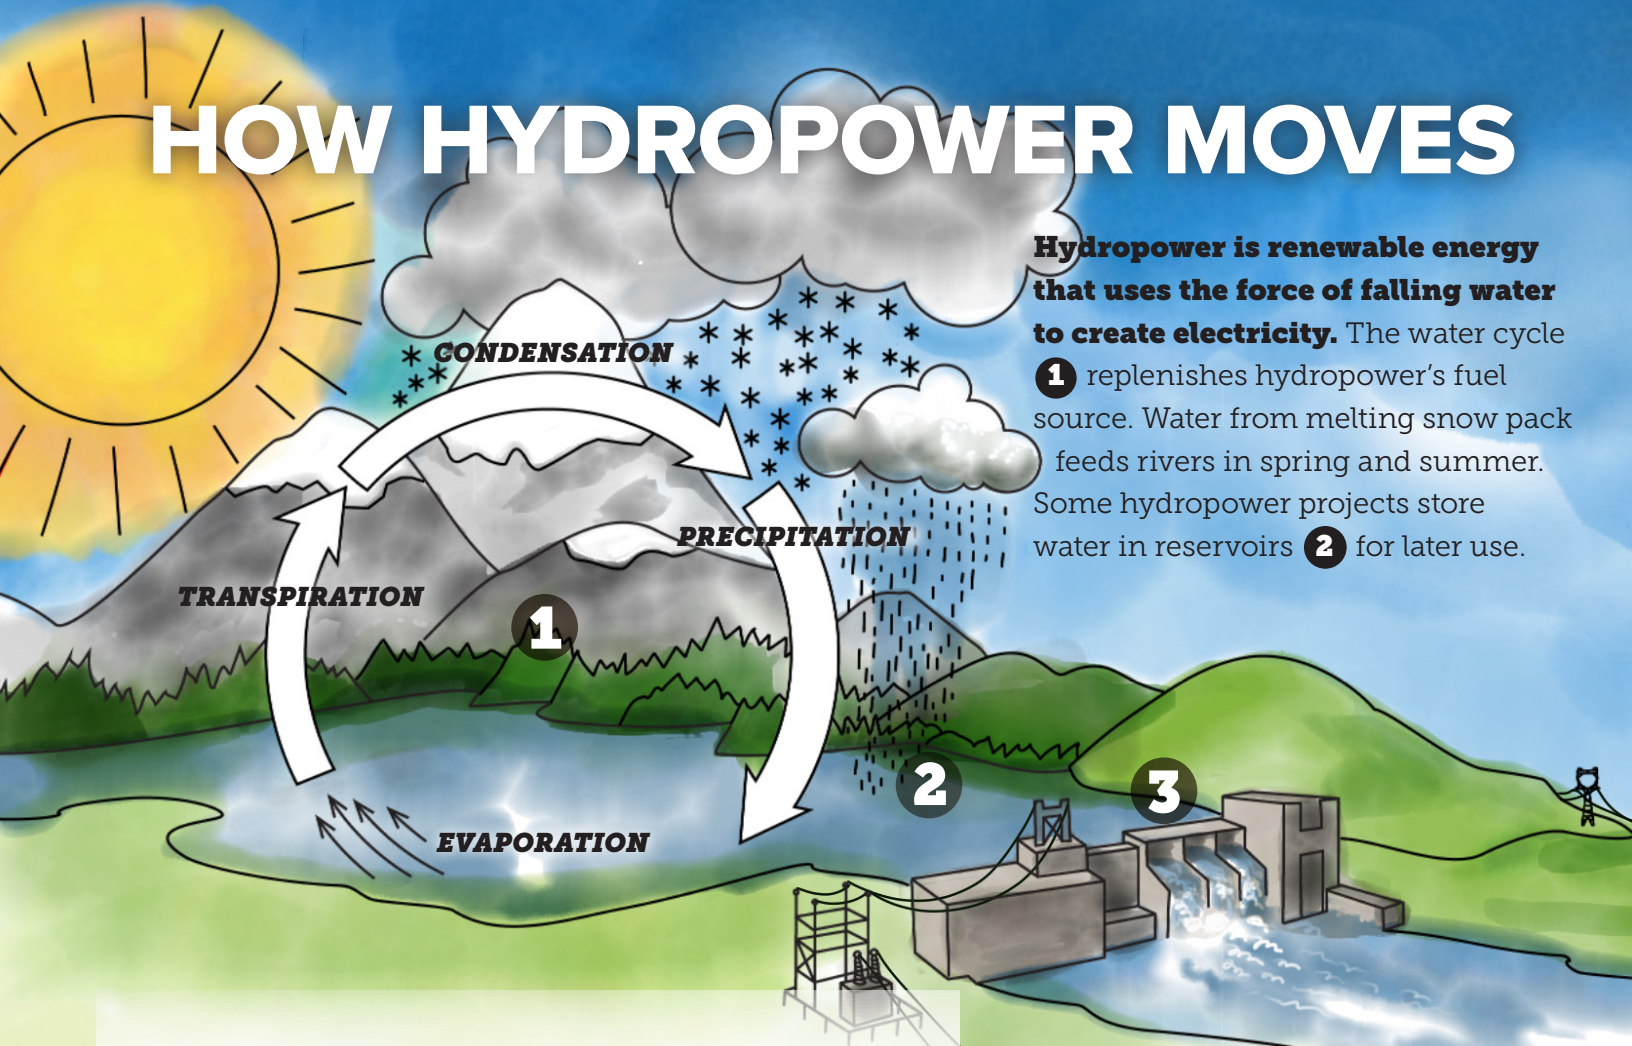 HOW HYDROPOWER MOVES
Hydropower is renewable energy
that uses the force of falling water
to create electricity. The water cycle
1 replenishes hydropower's fuel
source. Water from melting snow pack
feeds rivers in spring and summer.
Some hydropower projects store
water in reservoirs 2 for later use.
CONDENSATION
PRECIPITATION
TRANSPIRATION
1
2
3
EVAPORATION